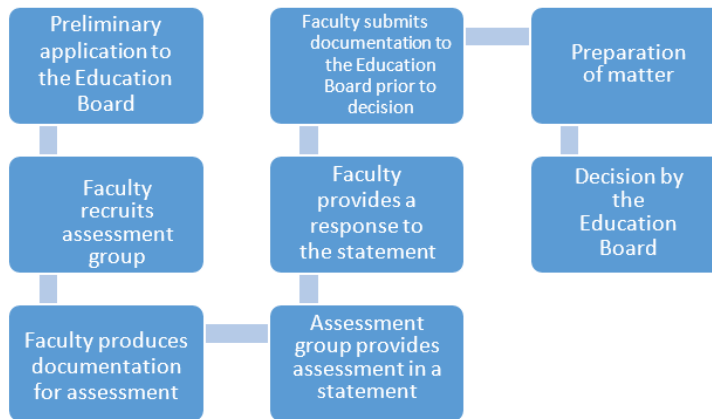 Preliminary
application to
the Education
Board
Faculty
recruits
assessment
group
Faculty produces
documentation
for assessment
Assessment
group provides
assessment in a
statement
Faculty
provides a
response to
the statement
Faculty submits
documentation to
the Education
Board prior to
decision
Preparation
of matter
Decision by
the
Education
Board